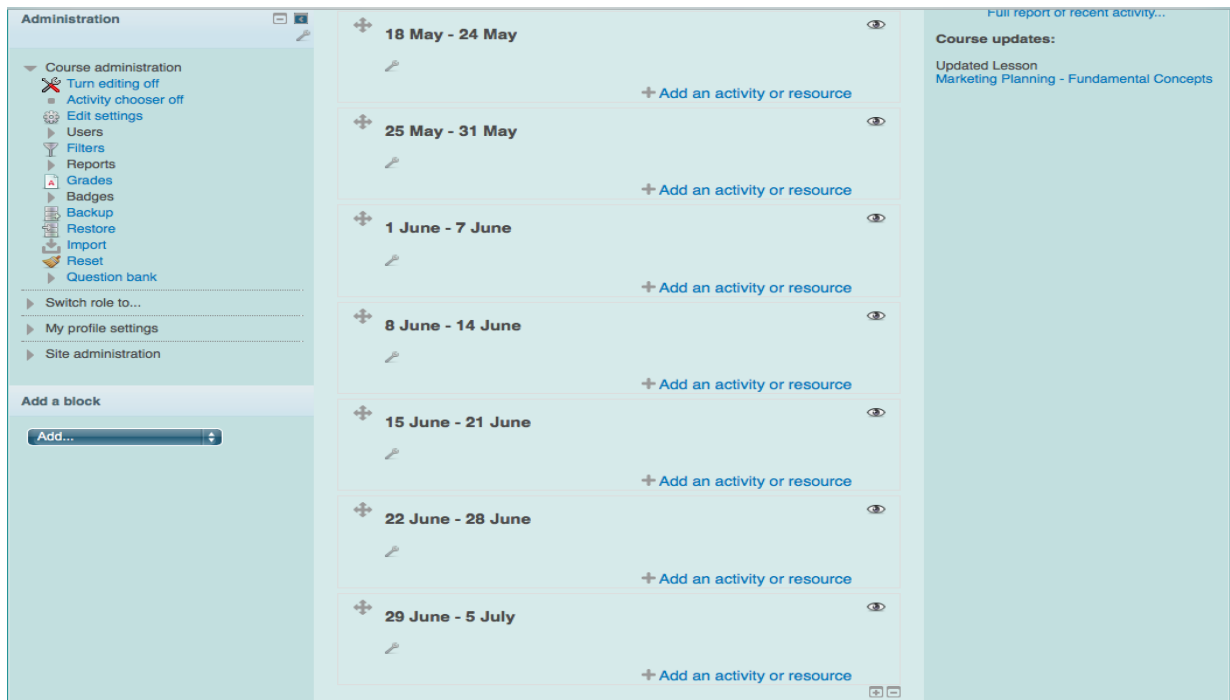 Administration
Course administration
Turn editing off
Activity chooser off
Edit settings
Users
Filters
Reports
Grades
Badges
Backup
Restore
Import
Reset
Question bank
Switch role to...
My profile settings
Site administration
Add a block
Add...
18 May - 24 May
Add an activity or resource
25 May - 31 May
Add an activity or resource
1 June - 7 June
Add an activity or resource
8 June - 14 June
Add an activity or resource
15 June - 21 June
Add an activity or resource
22 June - 28 June
Add an activity or resource
29 June - 5 July
Add an activity or resource
Full report of recent activity...
Course updates:
Updated Lesson
Marketing Planning - Fundamental Concepts